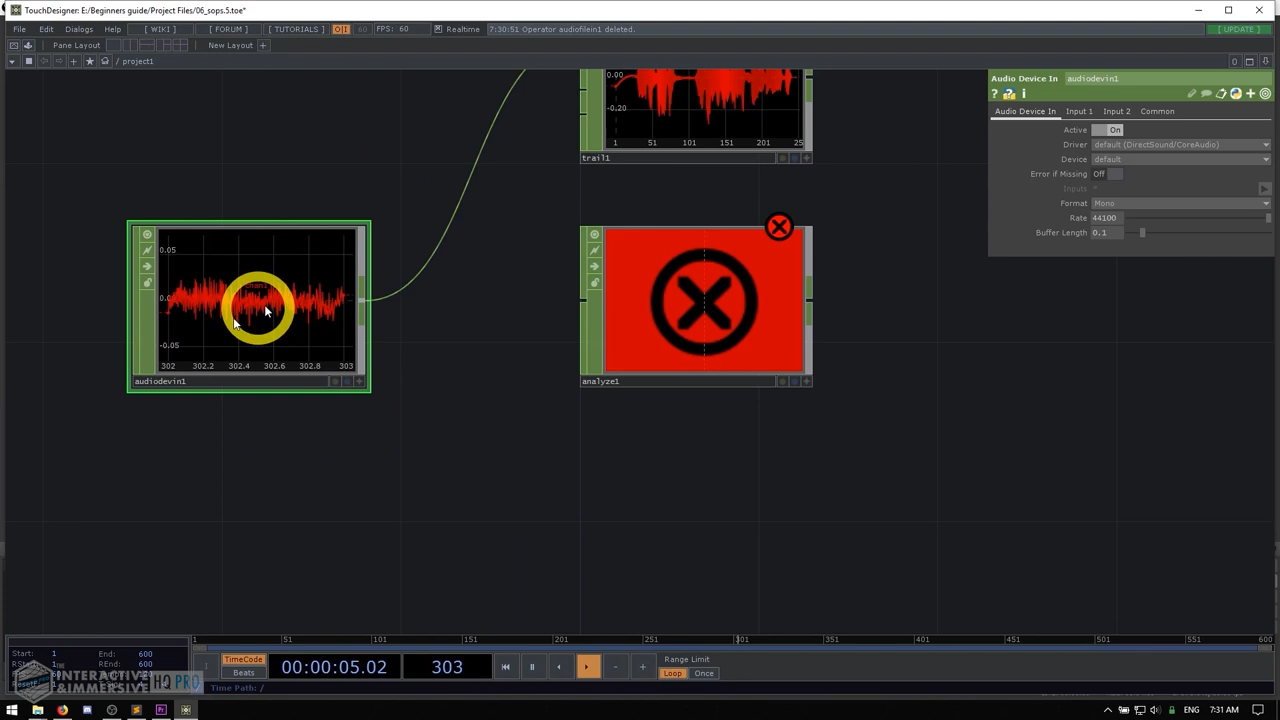 TouchDesigner: E:/Beginners guide/Project Files/06_sops.5.toe*
File Edit Dialogs Help [ WIKI ] [ FORUM ] [ TUTORIALS ] O|! 60 FPS: 60 Realtime 7:30:51 Operator audiofilein1 deleted. [ UPDATE ]
Pane Layout New Layout +
/ project1 0
Audio Device In audiodevin1
? i
Audio Device In Input 1 Input 2 Common
Active On
Driver default (DirectSound/CoreAudio)
Device default
Error if Missing Off
Inputs *
Format Mono
Rate 44100
Buffer Length 0.1
0.00
-0.20
1 51 101 151 201 25
trail1
0.05
0.0
chan1
-0.05
302 302.2 302.4 302.6 302.8 303
audiodevin1
analyze1
1 51 101 151 201 251 301 351 401 451 501 551 600
Start: 1 End: 600
RStart: 1 REnd: 600
TimeCode
Beats
00:00:05.02
303
Range Limit
Loop Once
Time Path: /
INTERACTIVE
& IMMERSIVE HQ PRO
ENG 7:31 AM